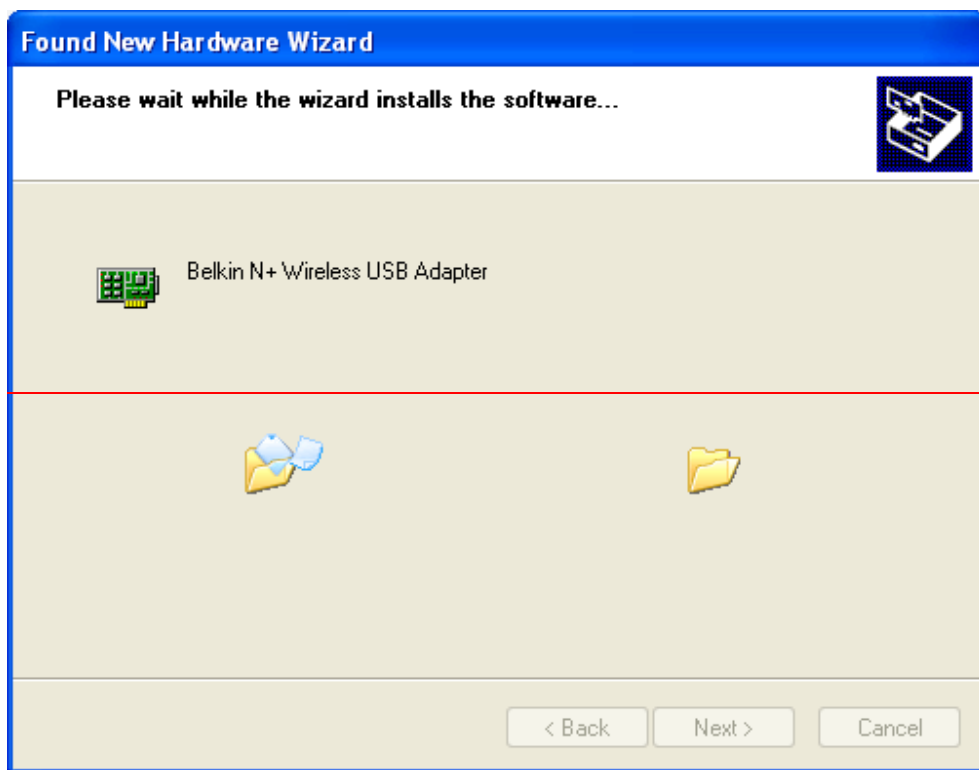 Found New Hardware Wizard
Please wait while the wizard installs the software...
Belkin N+ Wireless USB Adapter
< Back
Next >
Cancel